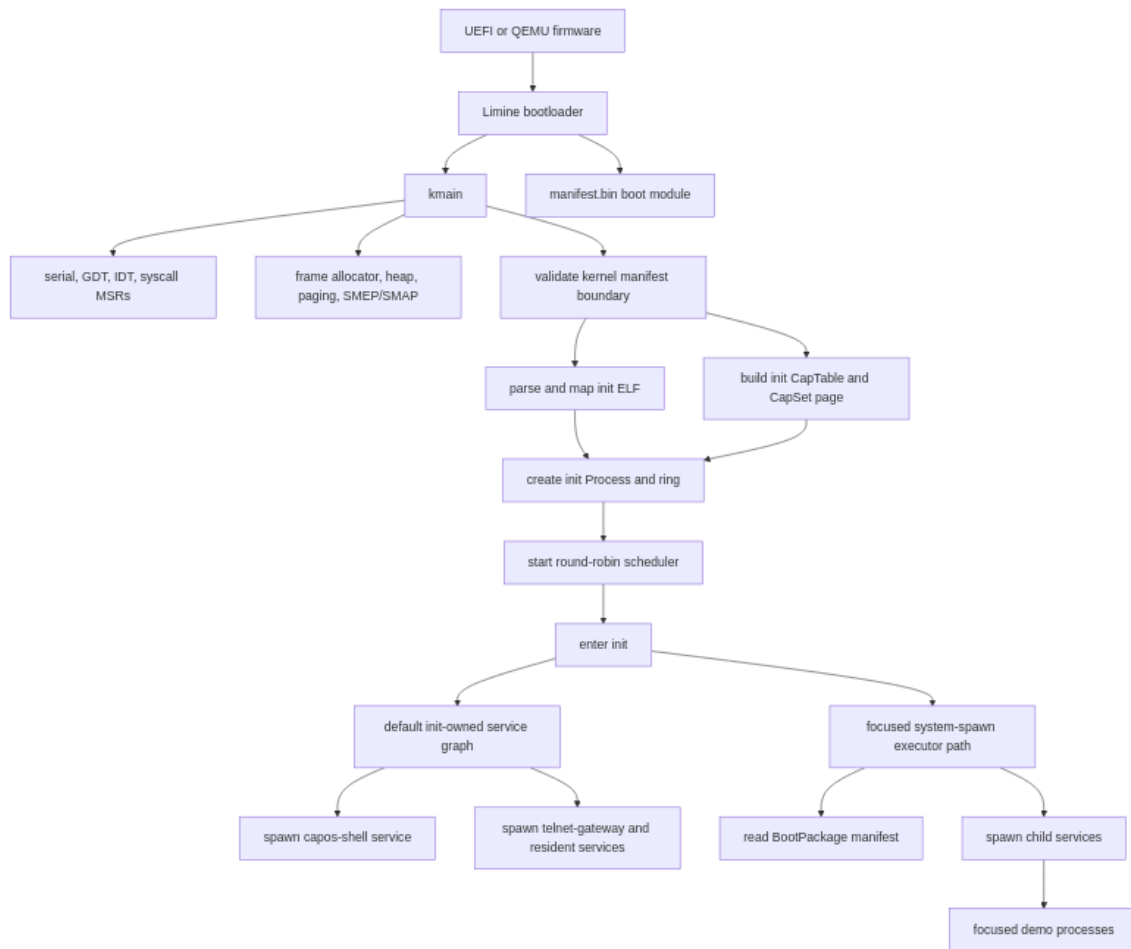 UEFI or QEMU firmware
Limine bootloader
kmain
manifest.bin boot module
serial, GDT, IDT, syscall
MSRs
frame allocator, heap,
paging, SMEP/SMAP
validate kernel manifest
boundary
parse and map init ELF
build init CapTable and
CapSet page
create init Process and ring
start round-robin scheduler
enter init
default init-owned service
graph
focused system-spawn
executor path
spawn capos-shell service
spawn telnet-gateway and
resident services
read BootPackage manifest
spawn child services
focused demo processes